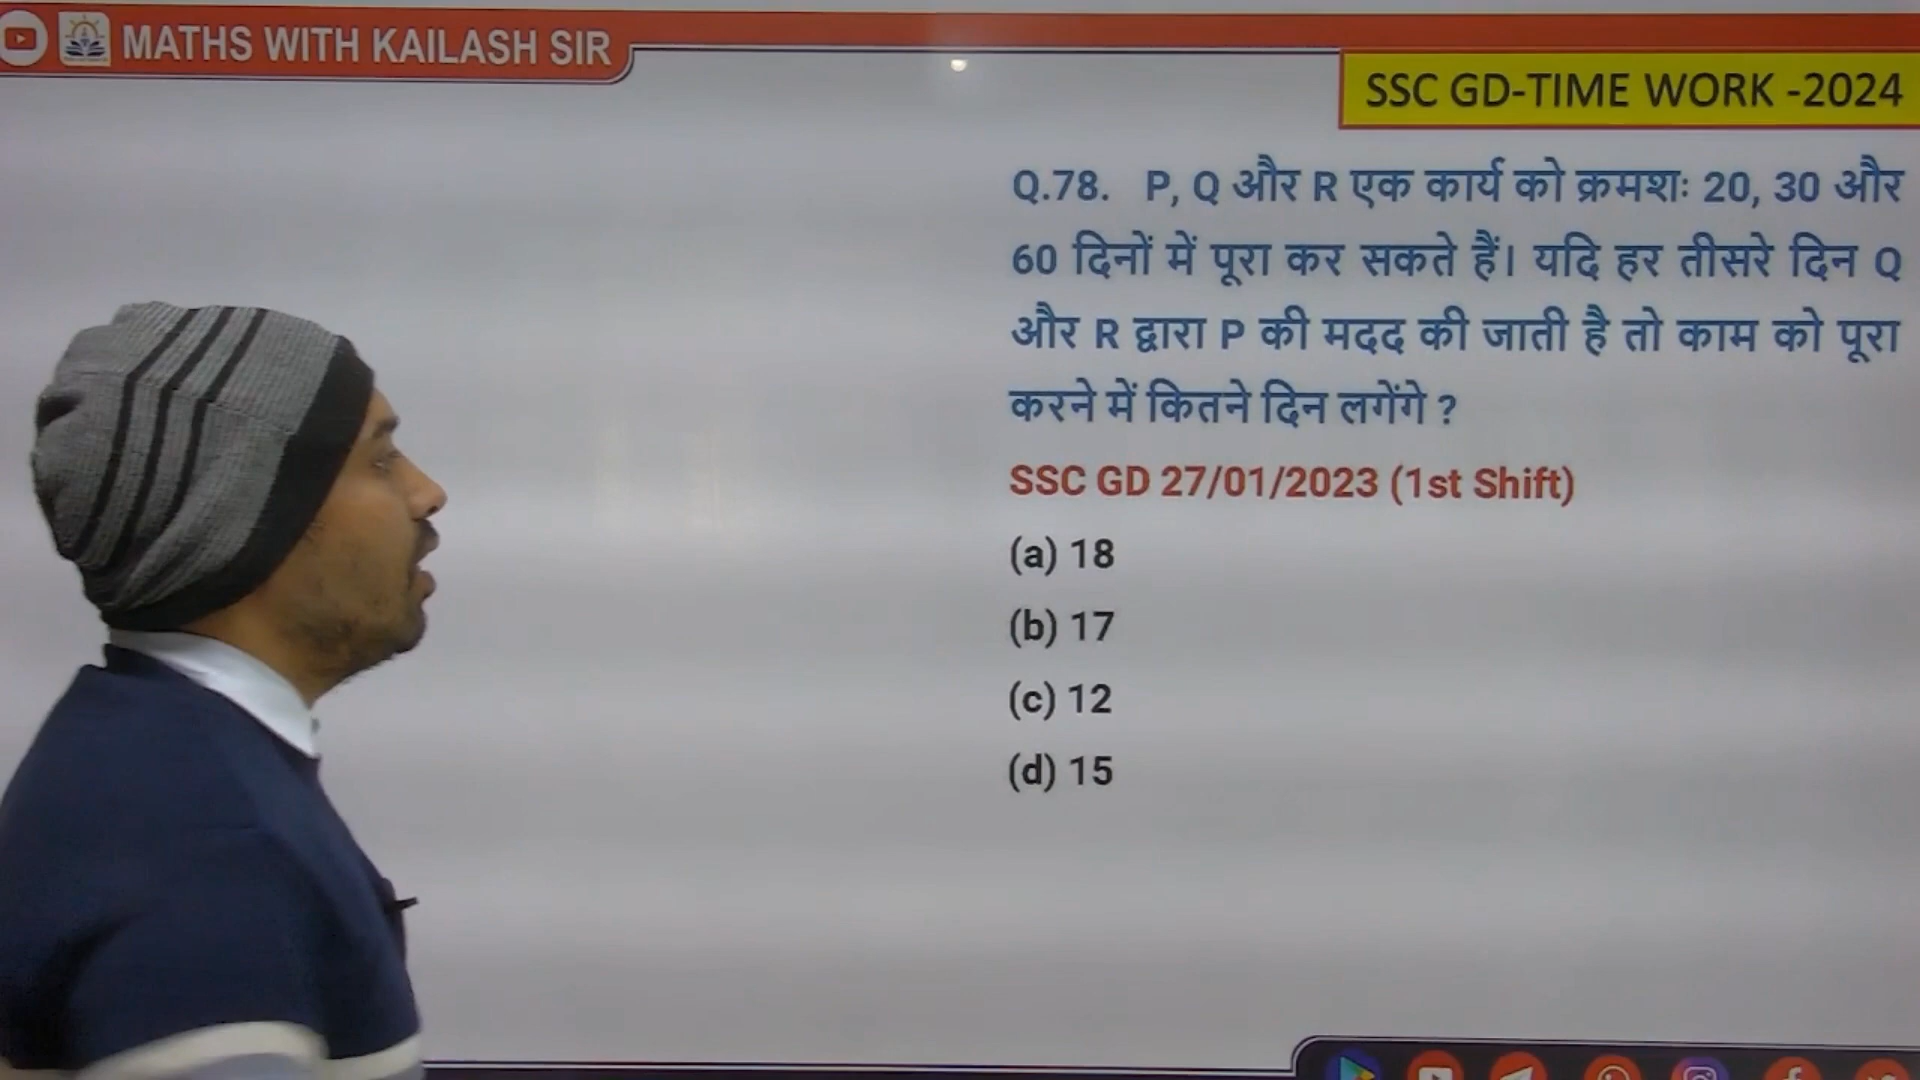 MATHS WITH KAILASH SIR
SSC GD-TIME WORK -2024
Q.78. P, Q और R एक कार्य को क्रमशः 20, 30 और
60 दिनों में पूरा कर सकते हैं। यदि हर तीसरे दिन Q
और R द्वारा P की मदद की जाती है तो काम को पूरा
करने में कितने दिन लगेंगे ?
SSC GD 27/01/2023 (1st Shift)
(a) 18
(b) 17
(c) 12
(d) 15